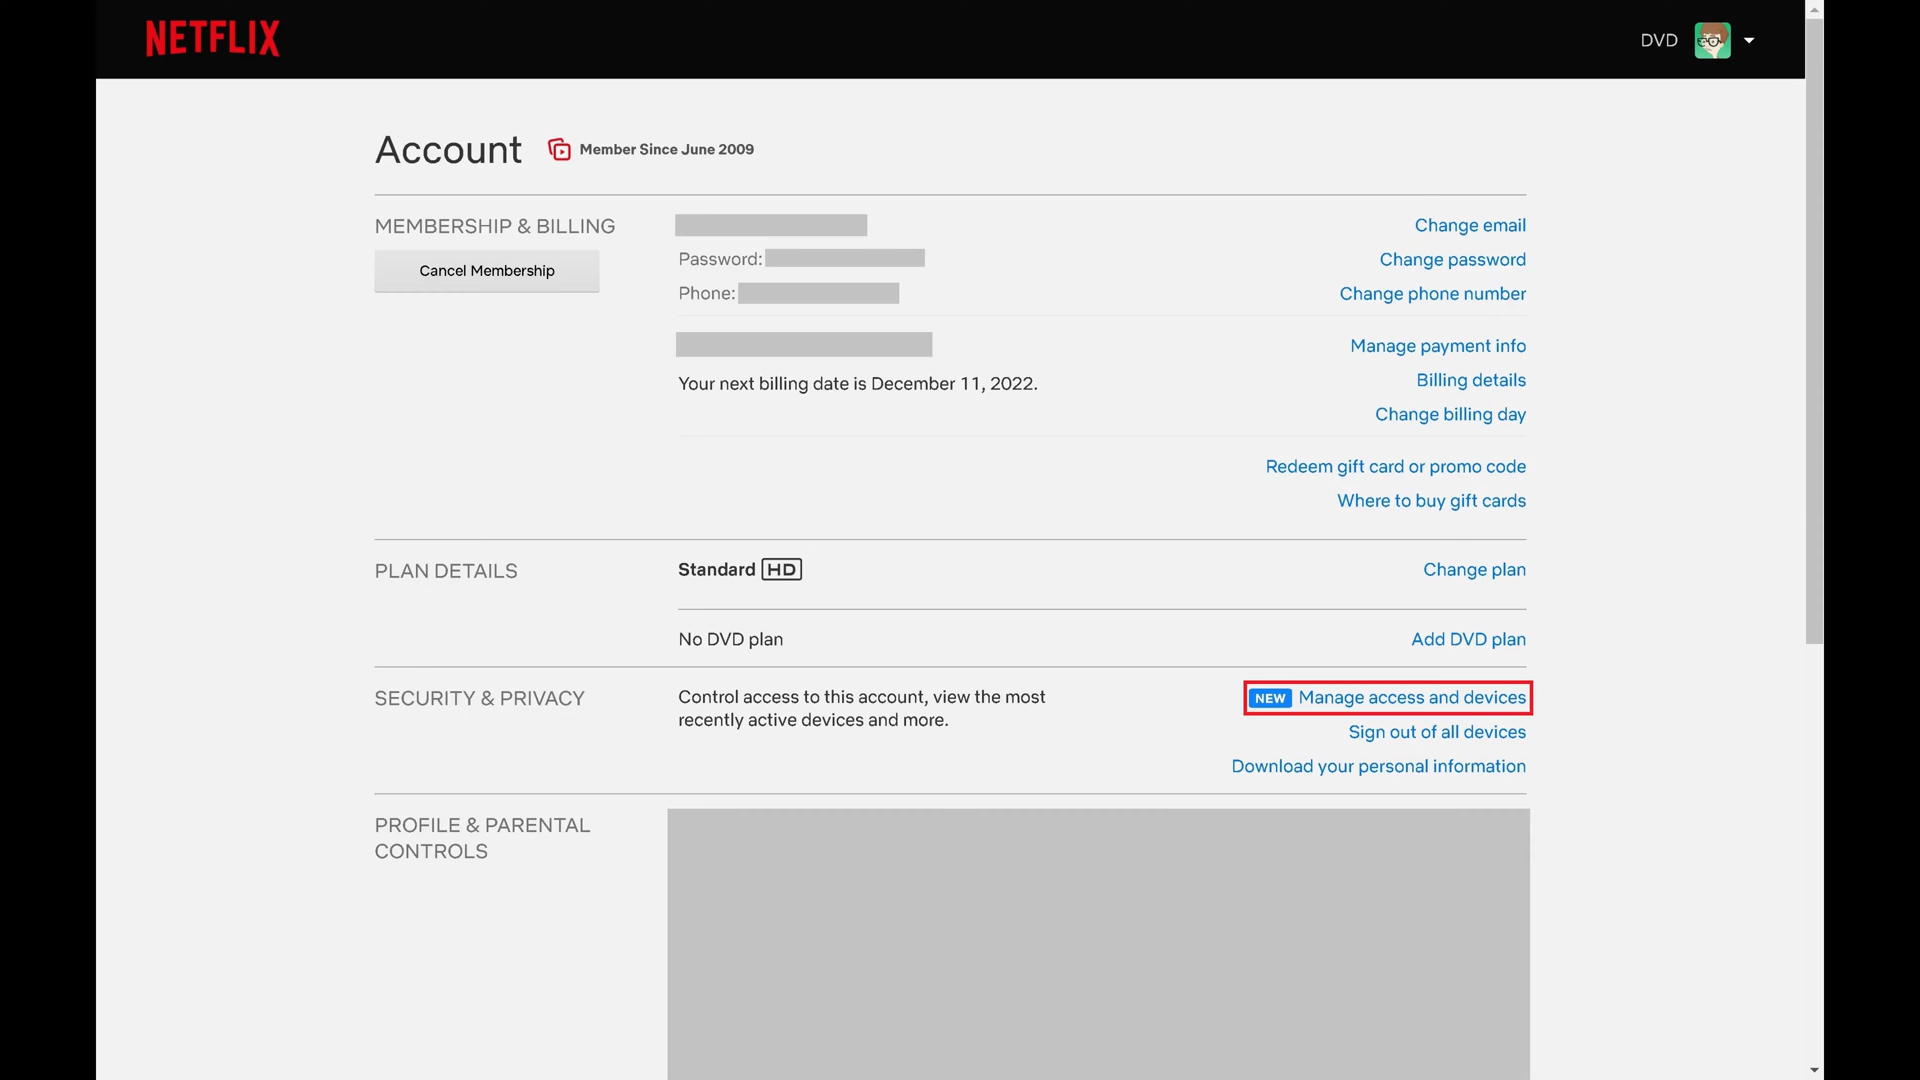 NETFLIX
DVD
Account
Member Since June 2009
MEMBERSHIP & BILLING
Cancel Membership
Change email
Password:
Change password
Phone:
Change phone number
Manage payment info
Your next billing date is December 11, 2022.
Billing details
Change billing day
Redeem gift card or promo code
Where to buy gift cards
PLAN DETAILS
Standard HD
Change plan
No DVD plan
Add DVD plan
SECURITY & PRIVACY
Control access to this account, view the most
recently active devices and more.
NEW Manage access and devices
Sign out of all devices
Download your personal information
PROFILE & PARENTAL
CONTROLS